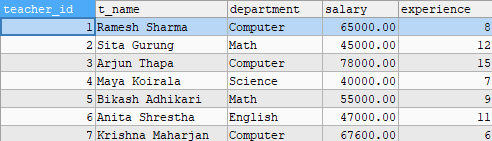 teacher_id t_name department salary experience
1 Ramesh Sharma Computer 65000.00 8
2 Sita Gurung Math 45000.00 12
3 Arjun Thapa Computer 78000.00 15
4 Maya Koirala Science 40000.00 7
5 Bikash Adhikari Math 55000.00 9
6 Anita Shrestha English 47000.00 11
7 Krishna Maharjan Computer 67600.00 6